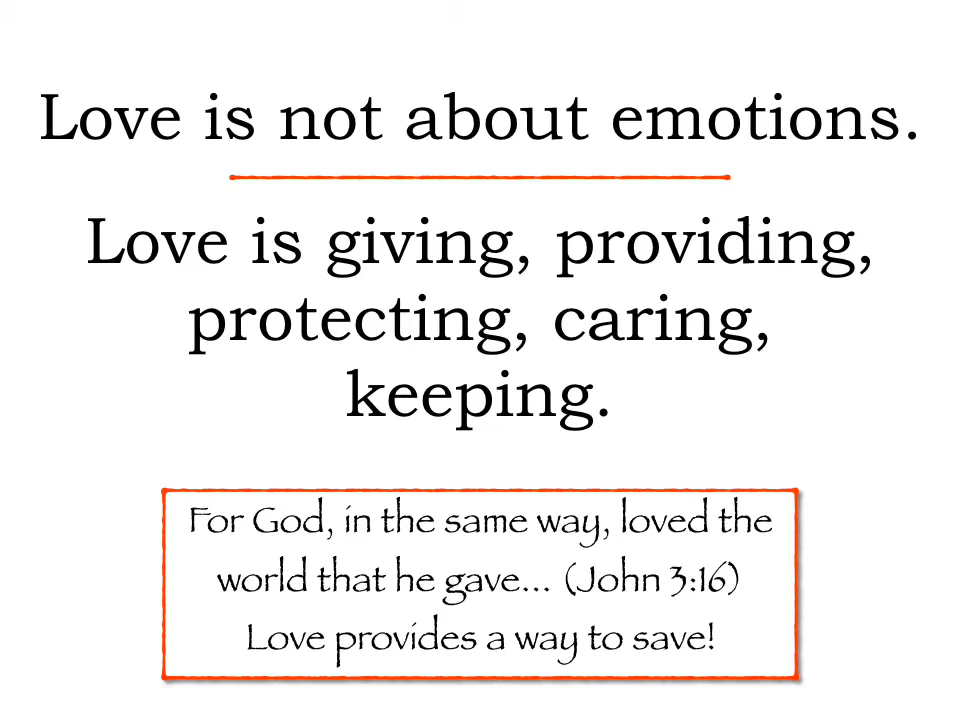 Love is not about emotions.
Love is giving, providing,
protecting, caring,
keeping.
For God, in the same way, loved the
world that he gave... (John 3:16)
Love provides a way to save!